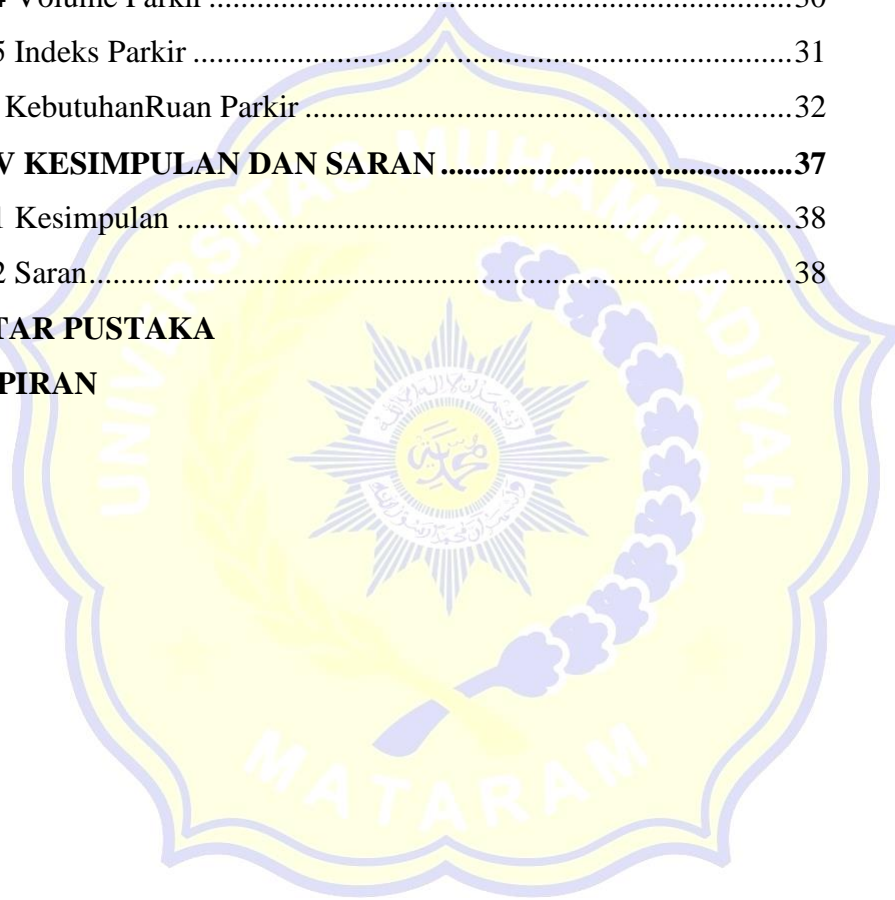 4 Volume Parkir ........................................................................... 30
5 Indeks Parkir ........................................................................... 31
KebutuhanRuan Parkir ............................................................. 32
V KESIMPULAN DAN SARAN ............................................ 37
1 Kesimpulan ............................................................................. 38
2 Saran ........................................................................................ 38
TAR PUSTAKA
PIRAN
UNIVERSITAS MUHAMMADIYAH
MATARAM